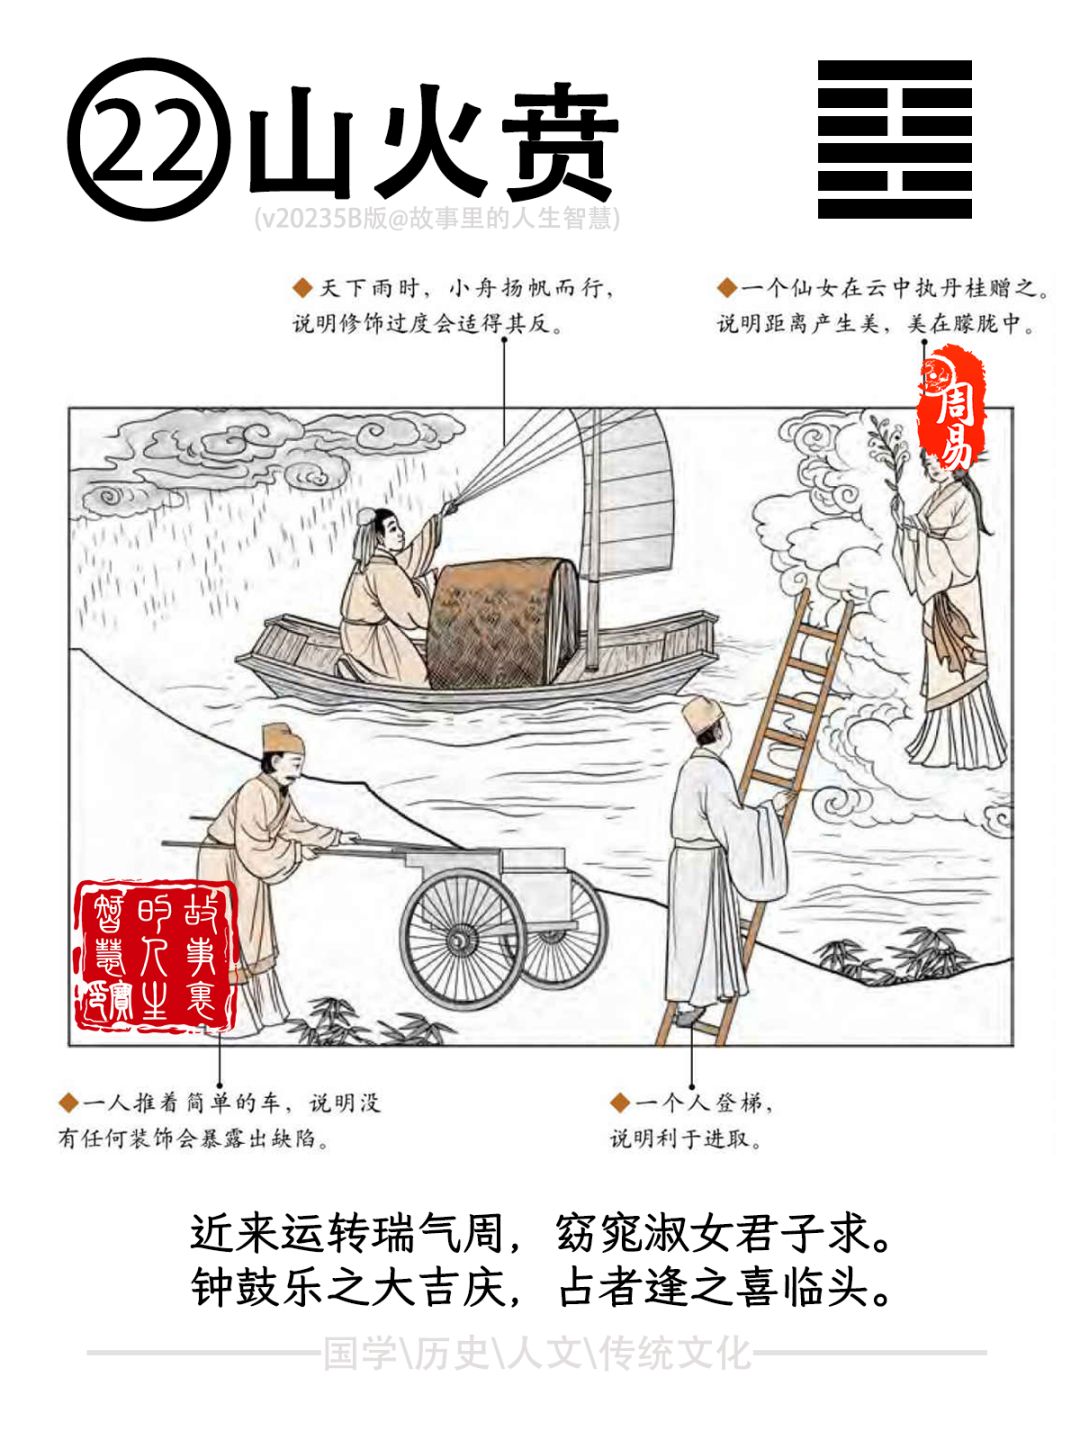 22 山火贲
(v20235B版@故事里的人生智慧)
◆天下雨时，小舟扬帆而行，
说明修饰过度会适得其反。
◆一个仙女在云中执丹桂赠之。
说明距离产生美，美在朦胧中。
周易
故事裏
的人生
智慧
◆一人推着简单的车，说明没
有任何装饰会暴露出缺陷。
◆一个人登梯，
说明利于进取。
近来运转瑞气周，窈窕淑女君子求。
钟鼓乐之大吉庆，占者逢之喜临头。
国学\历史\人文\传统文化